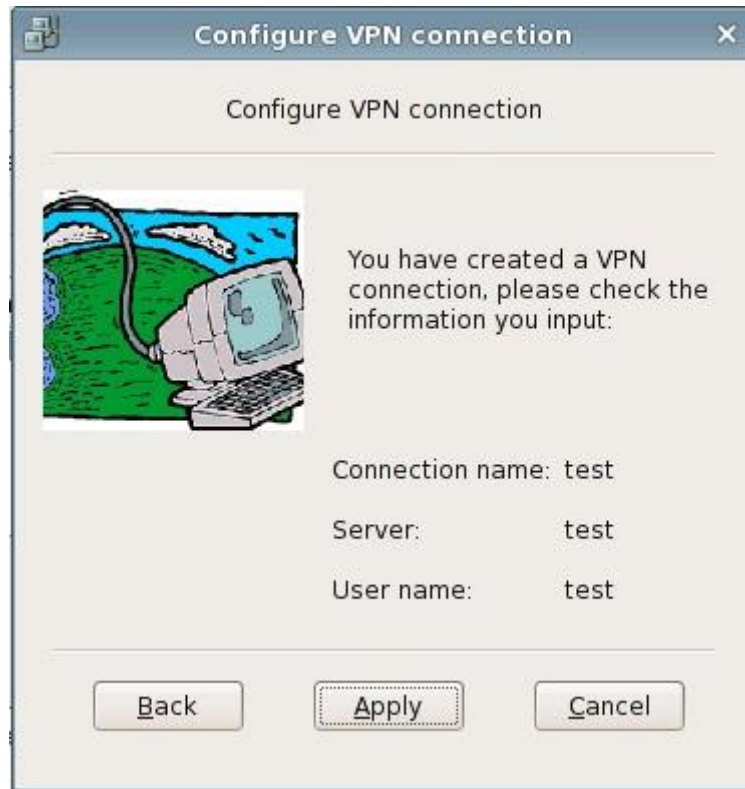 Configure VPN connection
Configure VPN connection
You have created a VPN
connection, please check the
information you input:
Connection name: test
Server: test
User name: test
Back Apply Cancel